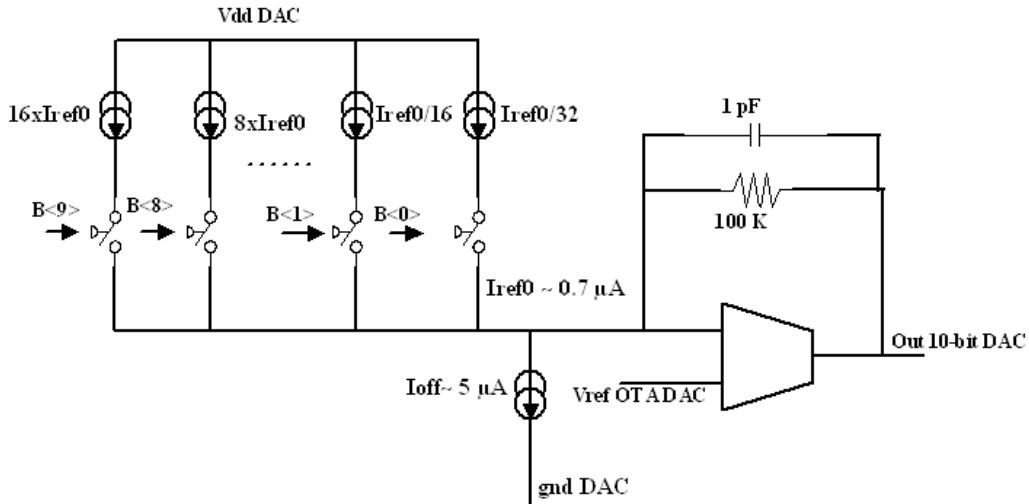 Vdd DAC
16xIref0
8xIref0
Iref0/16
Iref0/32
1 pF
100 K
......
B<9>
B<8>
B<1>
B<0>
Iref0 ~ 0.7 µA
Out 10-bit DAC
Ioff~ 5 µA
Vref OTA DAC
gnd DAC